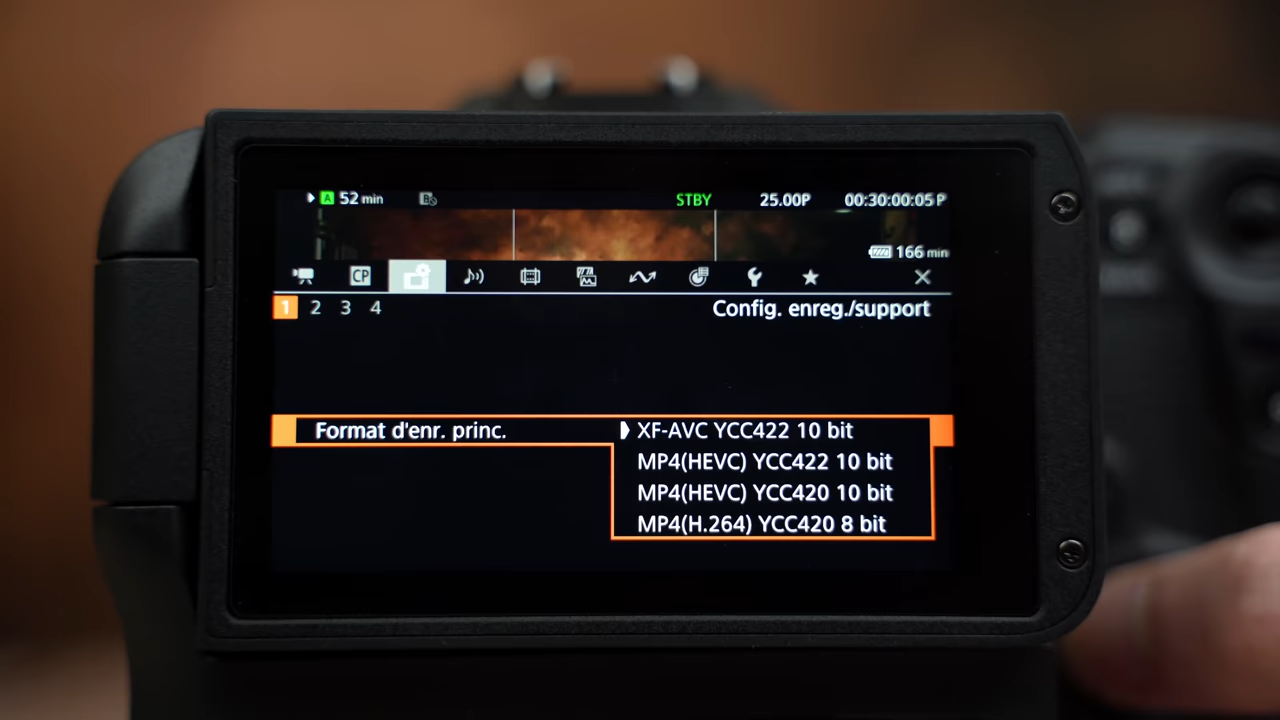 A 52 min B STBY 25.00P 00:30:00:05 P
166 min
CP
1 2 3 4 Config. enreg./support
Format d'enr. princ. XF-AVC YCC422 10 bit
MP4(HEVC) YCC422 10 bit
MP4(HEVC) YCC420 10 bit
MP4(H.264) YCC420 8 bit